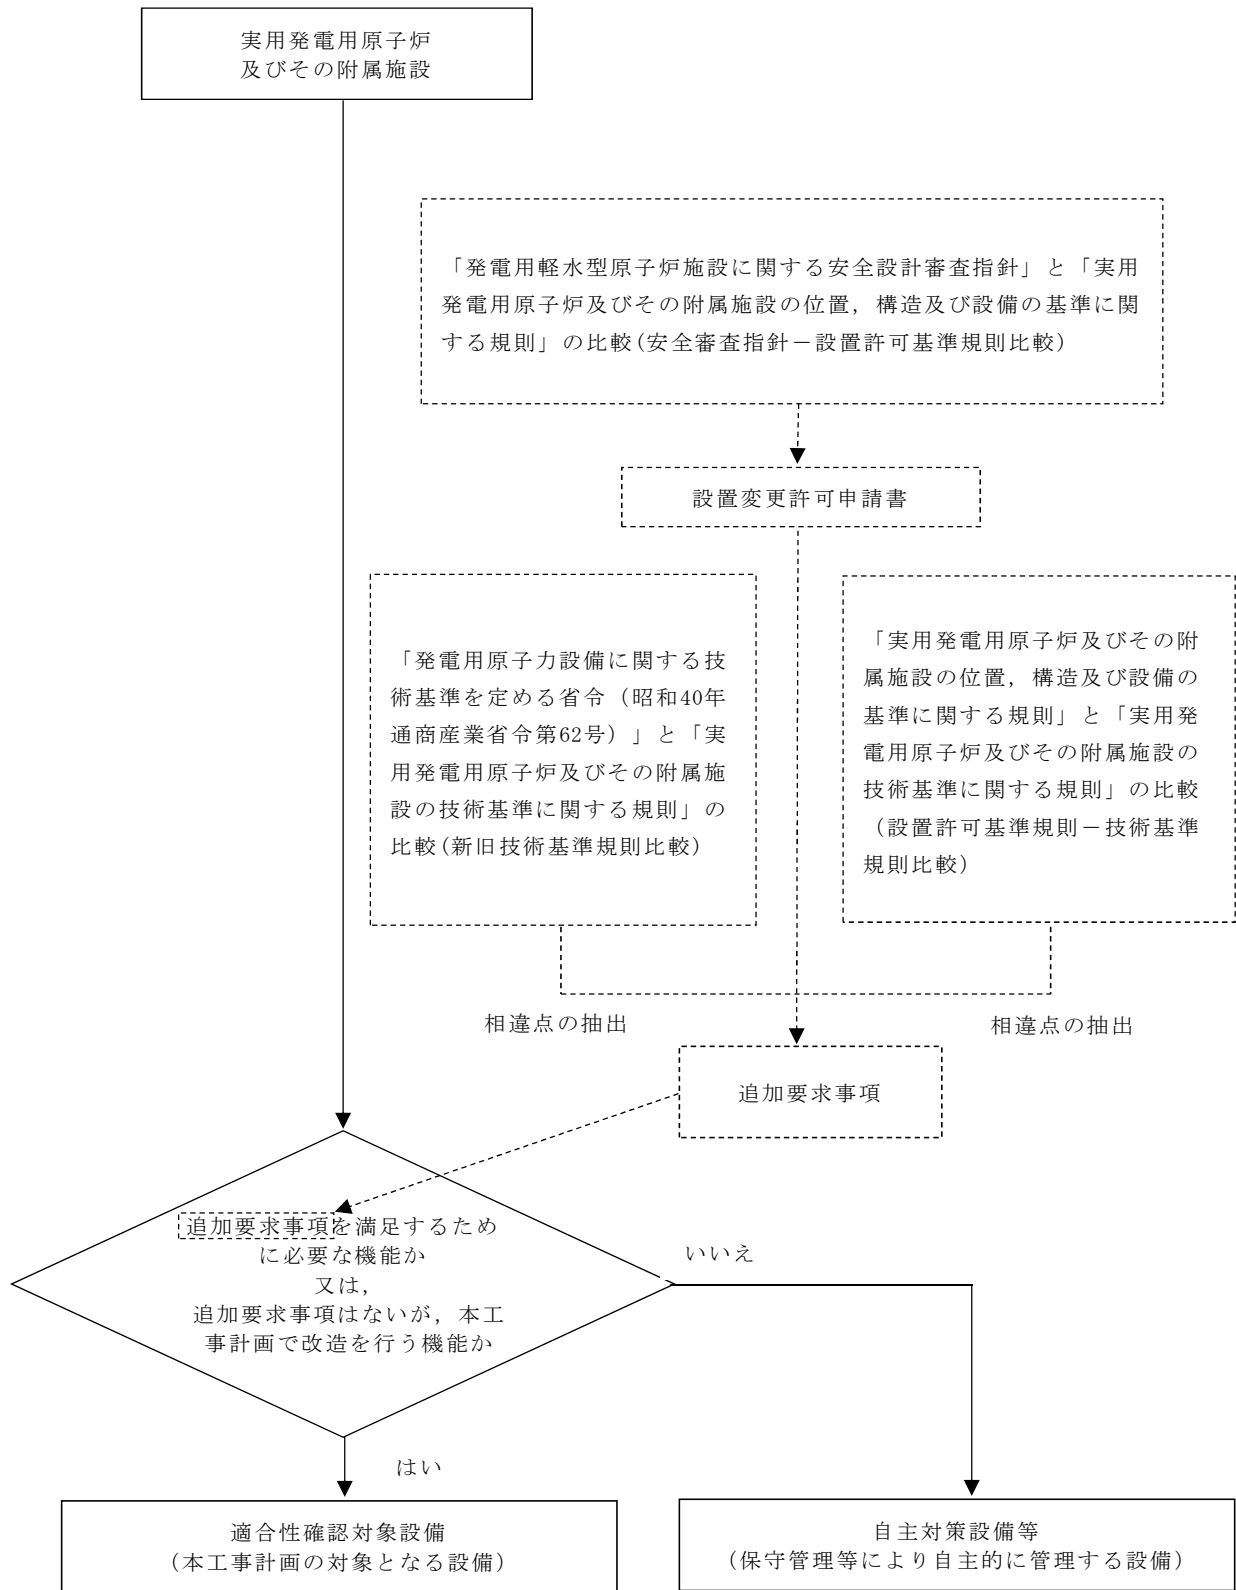 実用発電用原子炉
及びその附属施設
「発電用軽水型原子炉施設に関する安全設計審査指針」と「実用
発電用原子炉及びその附属施設の位置，構造及び設備の基準に関
する規則」の比較(安全審査指針－設置許可基準規則比較)
設置変更許可申請書
「発電用原子力設備に関する技
術基準を定める省令（昭和40年
通商産業省令第62号）」と「実
用発電用原子炉及びその附属施
設の技術基準に関する規則」の
比較(新旧技術基準規則比較)
「実用発電用原子炉及びその附
属施設の位置，構造及び設備の
基準に関する規則」と「実用発
電用原子炉及びその附属施設の
技術基準に関する規則」の比較
（設置許可基準規則－技術基準
規則比較）
相違点の抽出
相違点の抽出
追加要求事項
追加要求事項を満足するため
に必要な機能か
又は，
追加要求事項はないが，本工
事計画で改造を行う機能か
いいえ
はい
適合性確認対象設備
（本工事計画の対象となる設備）
自主対策設備等
（保守管理等により自主的に管理する設備）